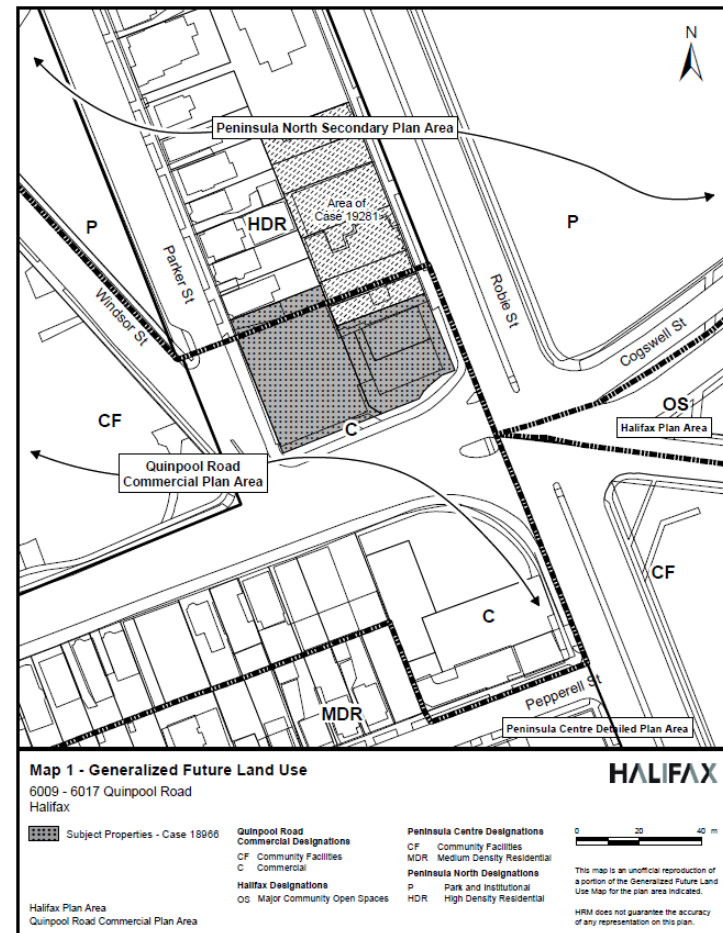 N
Peninsula North Secondary Plan Area
Area of
Case 19281
P
HDR
P
Parker St
Windsor St
Robie St
Cogswell St
CF
OS
Halifax Plan Area
C
Quinpool Road
Commercial Plan Area
CF
C
Pepperell St
MDR
Peninsula Centre Detailed Plan Area
Map 1 - Generalized Future Land Use
6009 - 6017 Quinpool Road
Halifax
HALIFAX
Subject Properties - Case 18966
Quinpool Road
Commercial Designations
CF Community Facilities
C Commercial
Halifax Designations
OS Major Community Open Spaces
Peninsula Centre Designations
CF Community Facilities
MDR Medium Density Residential
Peninsula North Designations
P Park and Institutional
HDR High Density Residential
0 20 40 m
This map is an unofficial reproduction of
a portion of the Generalized Future Land
Use Map for the plan area indicated.
HRM does not guarantee the accuracy
of any representation on this plan.
Halifax Plan Area
Quinpool Road Commercial Plan Area